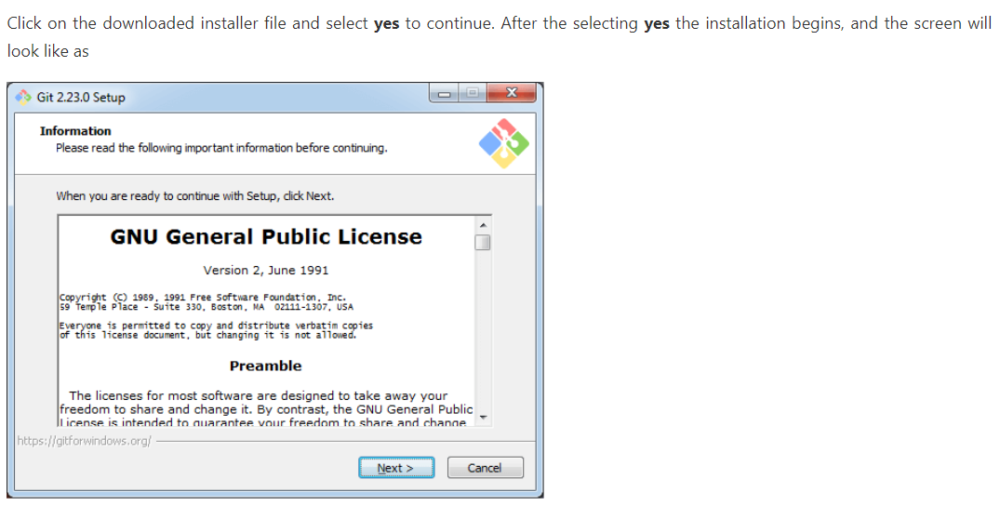 Click on the downloaded installer file and select yes to continue. After the selecting yes the installation begins, and the screen will
look like as
Git 2.23.0 Setup
Information
Please read the following important information before continuing.
When you are ready to continue with Setup, click Next.
GNU General Public License
Version 2, June 1991
Copyright (C) 1989, 1991 Free Software Foundation, Inc.
59 Temple Place - Suite 330, Boston, MA  02111-1307, USA
Everyone is permitted to copy and distribute verbatim copies
of this license document, but changing it is not allowed.
Preamble
The licenses for most software are designed to take away your
freedom to share and change it. By contrast, the GNU General Public
License is intended to guarantee your freedom to share and change
https://gitforwindows.org/
Next >
Cancel